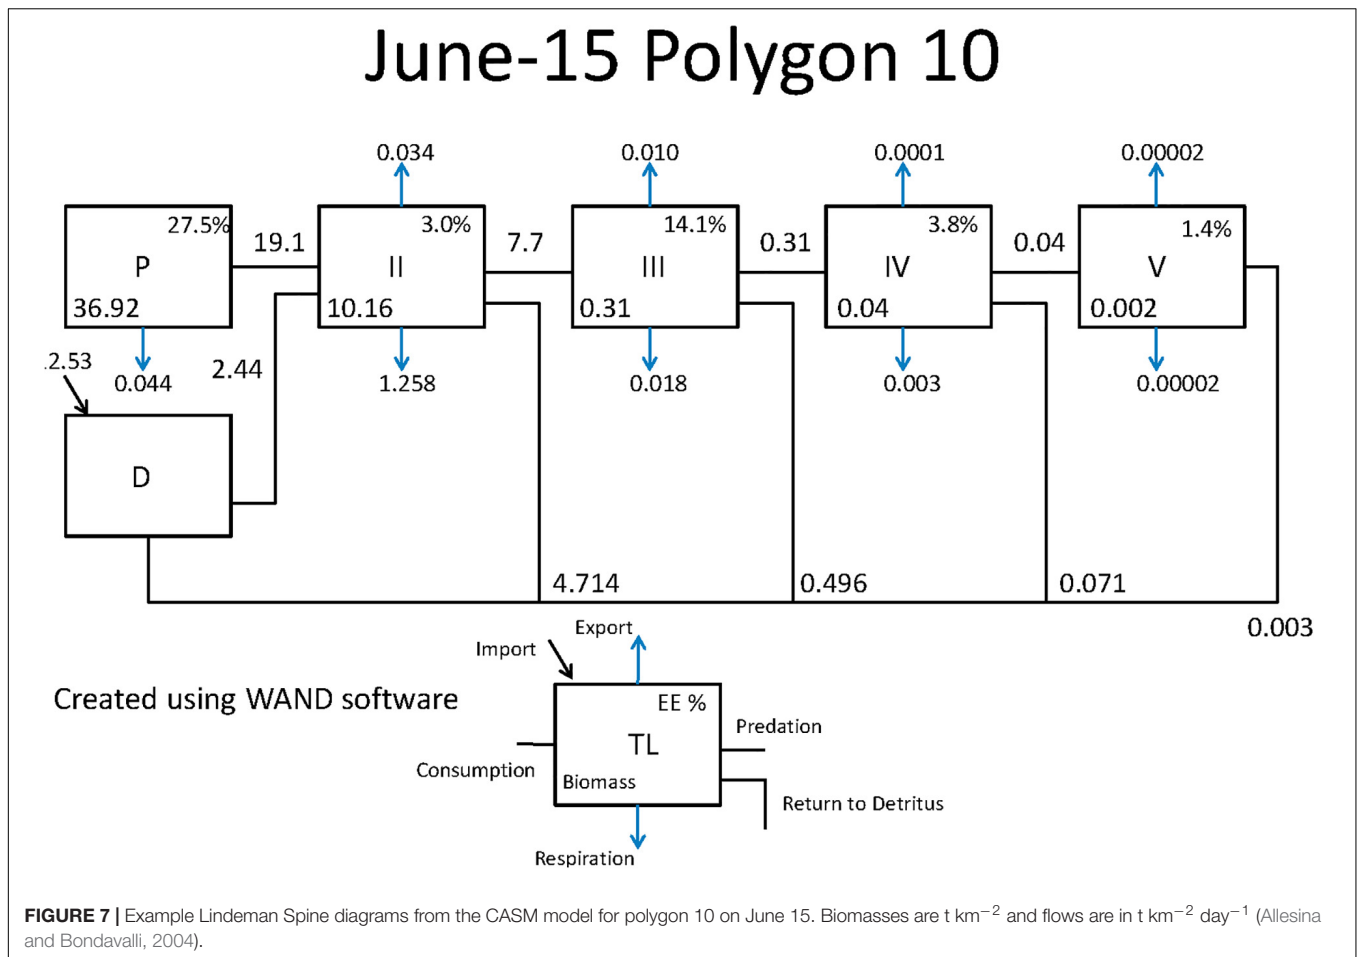 June-15 Polygon 10
0.034
0.010
0.0001
0.00002
27.5%
19.1
3.0%
7.7
14.1%
0.31
3.8%
0.04
1.4%
P
II
III
IV
V
36.92
10.16
0.31
0.04
0.002
.2.53
0.044
2.44
1.258
0.018
0.003
0.00002
D
4.714
0.496
0.071
0.003
Export
Import
Created using WAND software
EE %
TL
Predation
Consumption
Biomass
Return to Detritus
Respiration
FIGURE 7 | Example Lindeman Spine diagrams from the CASM model for polygon 10 on June 15. Biomasses are t km⁻² and flows are in t km⁻² day⁻¹ (Allesina
and Bondavalli, 2004).